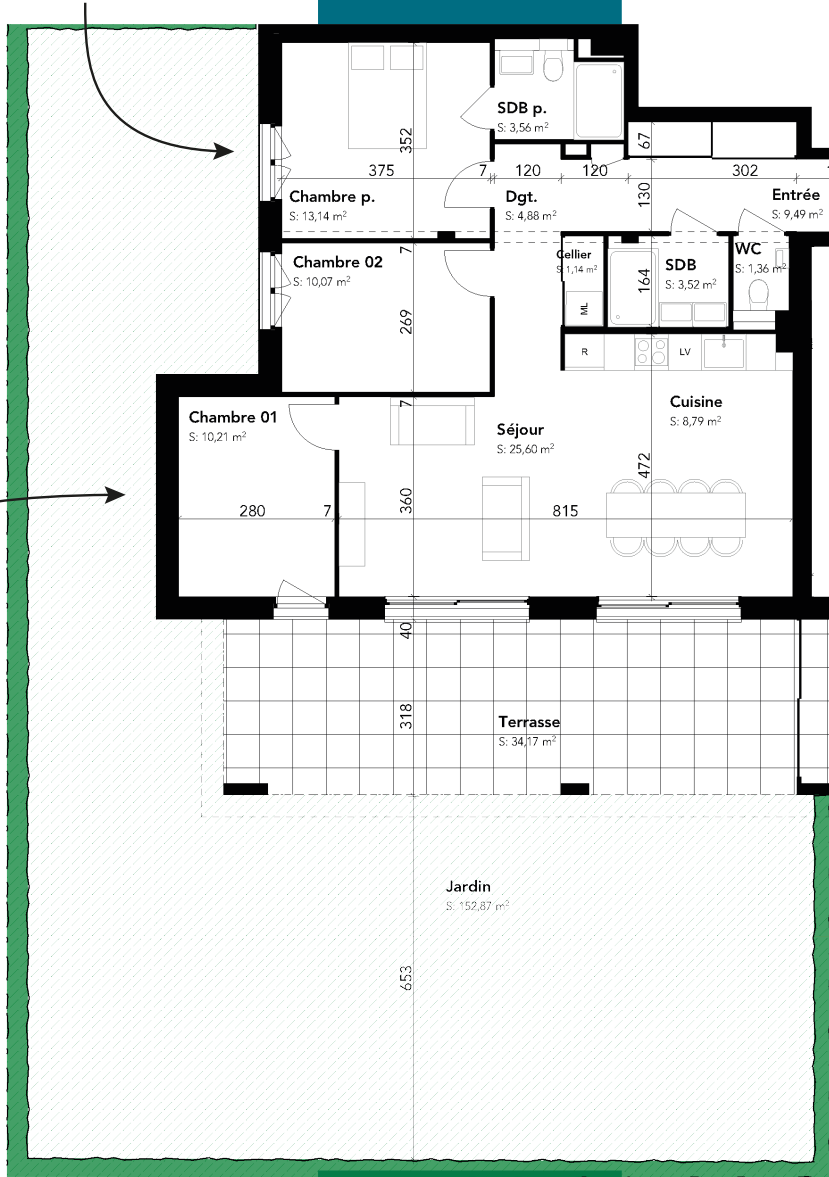 SDB p.
S: 3,56 m²
67
352
375
7
120
120
302
1
130
Chambre p.
S: 13,14 m²
Dgt.
S: 4,88 m²
Entrée
S: 9,49 m²
7
Chambre 02
S: 10,07 m²
Cellier
S: 1,14 m²
164
SDB
S: 3,52 m²
WC
S: 1,36 m²
ML
269
R
LV
7
Chambre 01
S: 10,21 m²
Séjour
S: 25,60 m²
Cuisine
S: 8,79 m²
472
360
280
7
815
40
318
Terrasse
S: 34,17 m²
Jardin
S: 152,87 m²
653